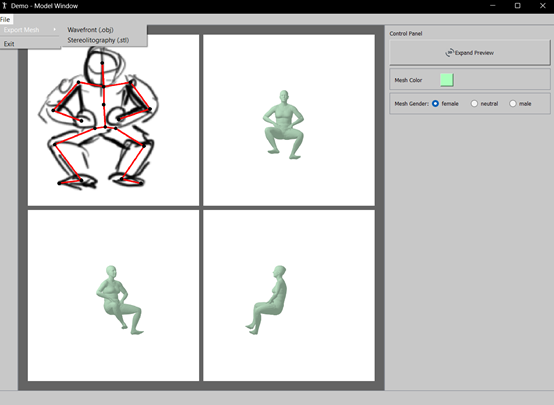 Demo - Model Window
File
Export Mesh
Exit
Wavefront (.obj)
Stereolitography (.stl)
Control Panel
Expand Preview
Mesh Color
Mesh Gender: female neutral male